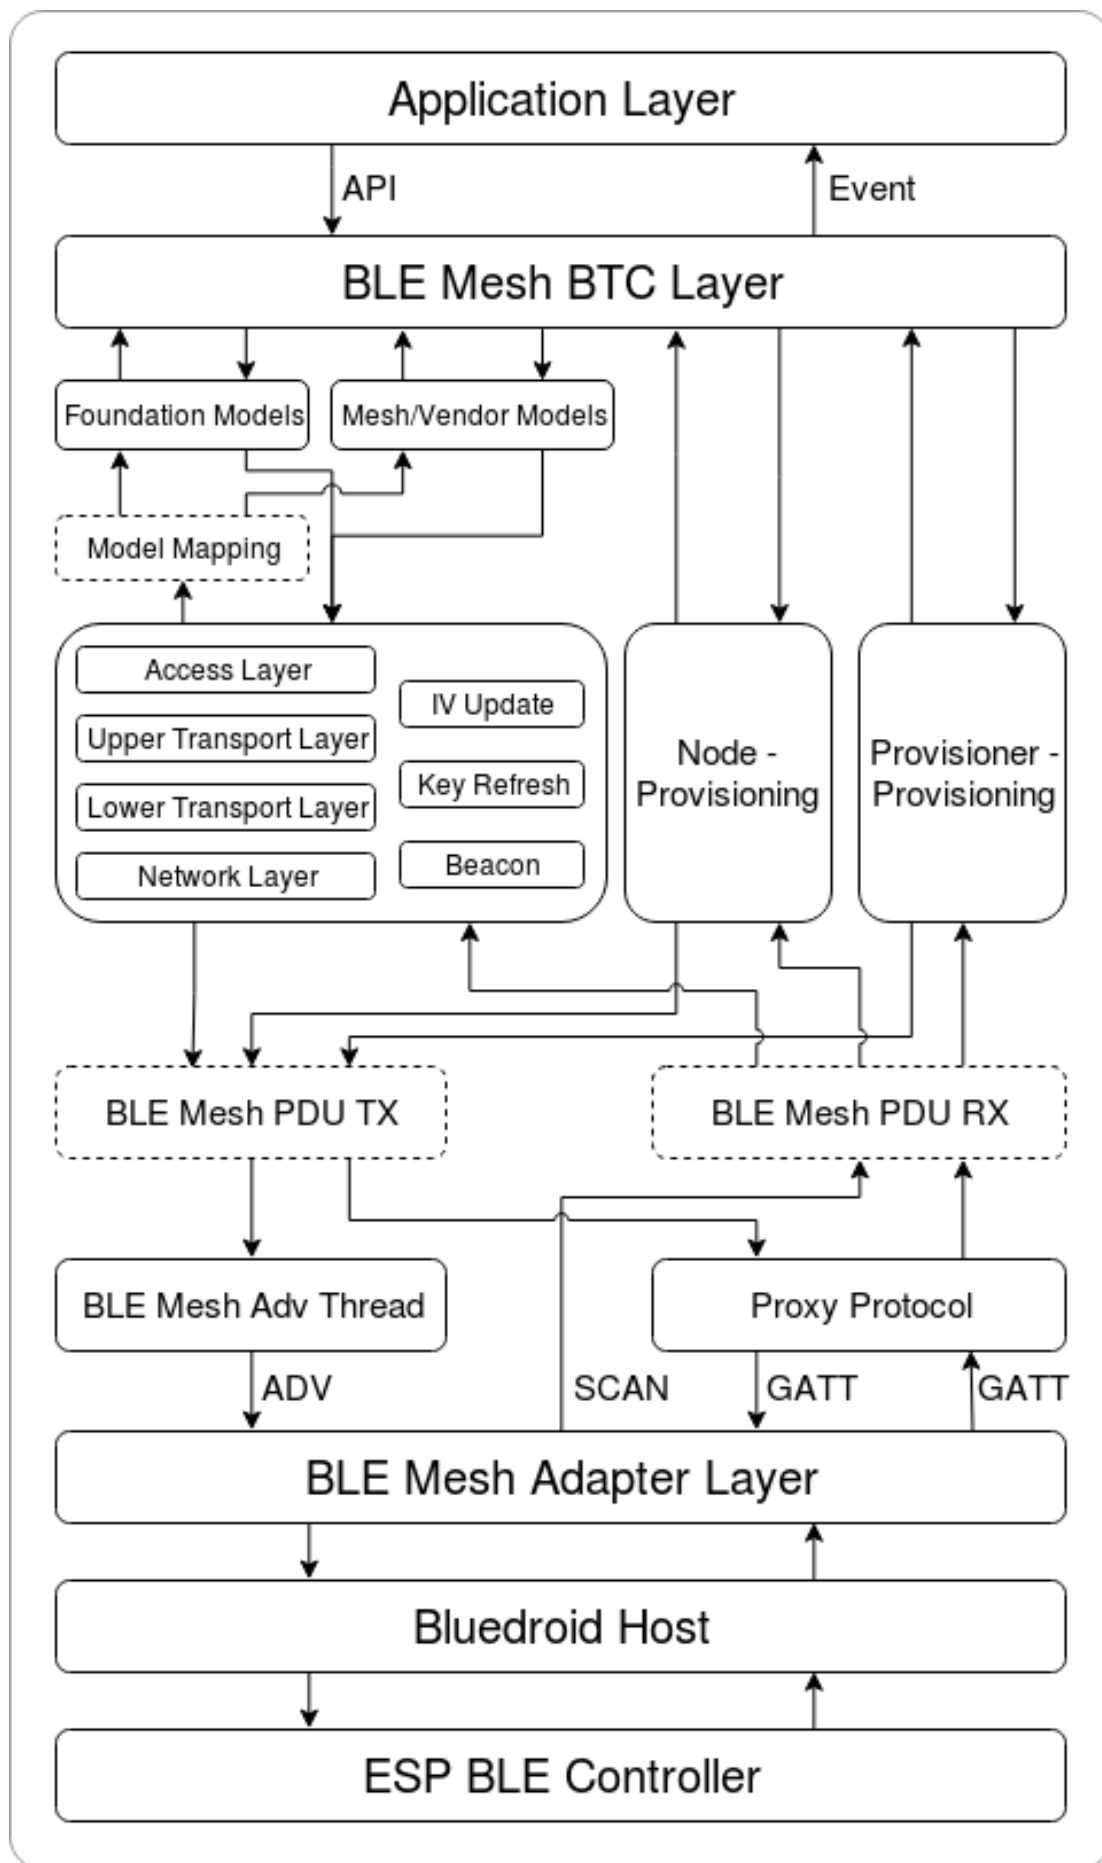 Application Layer
API
Event
BLE Mesh BTC Layer
Foundation Models
Mesh/Vendor Models
Model Mapping
Access Layer
Upper Transport Layer
Lower Transport Layer
Network Layer
IV Update
Key Refresh
Beacon
Node -
Provisioning
Provisioner -
Provisioning
BLE Mesh PDU TX
BLE Mesh PDU RX
BLE Mesh Adv Thread
Proxy Protocol
ADV
SCAN
GATT
GATT
BLE Mesh Adapter Layer
Bluedroid Host
ESP BLE Controller